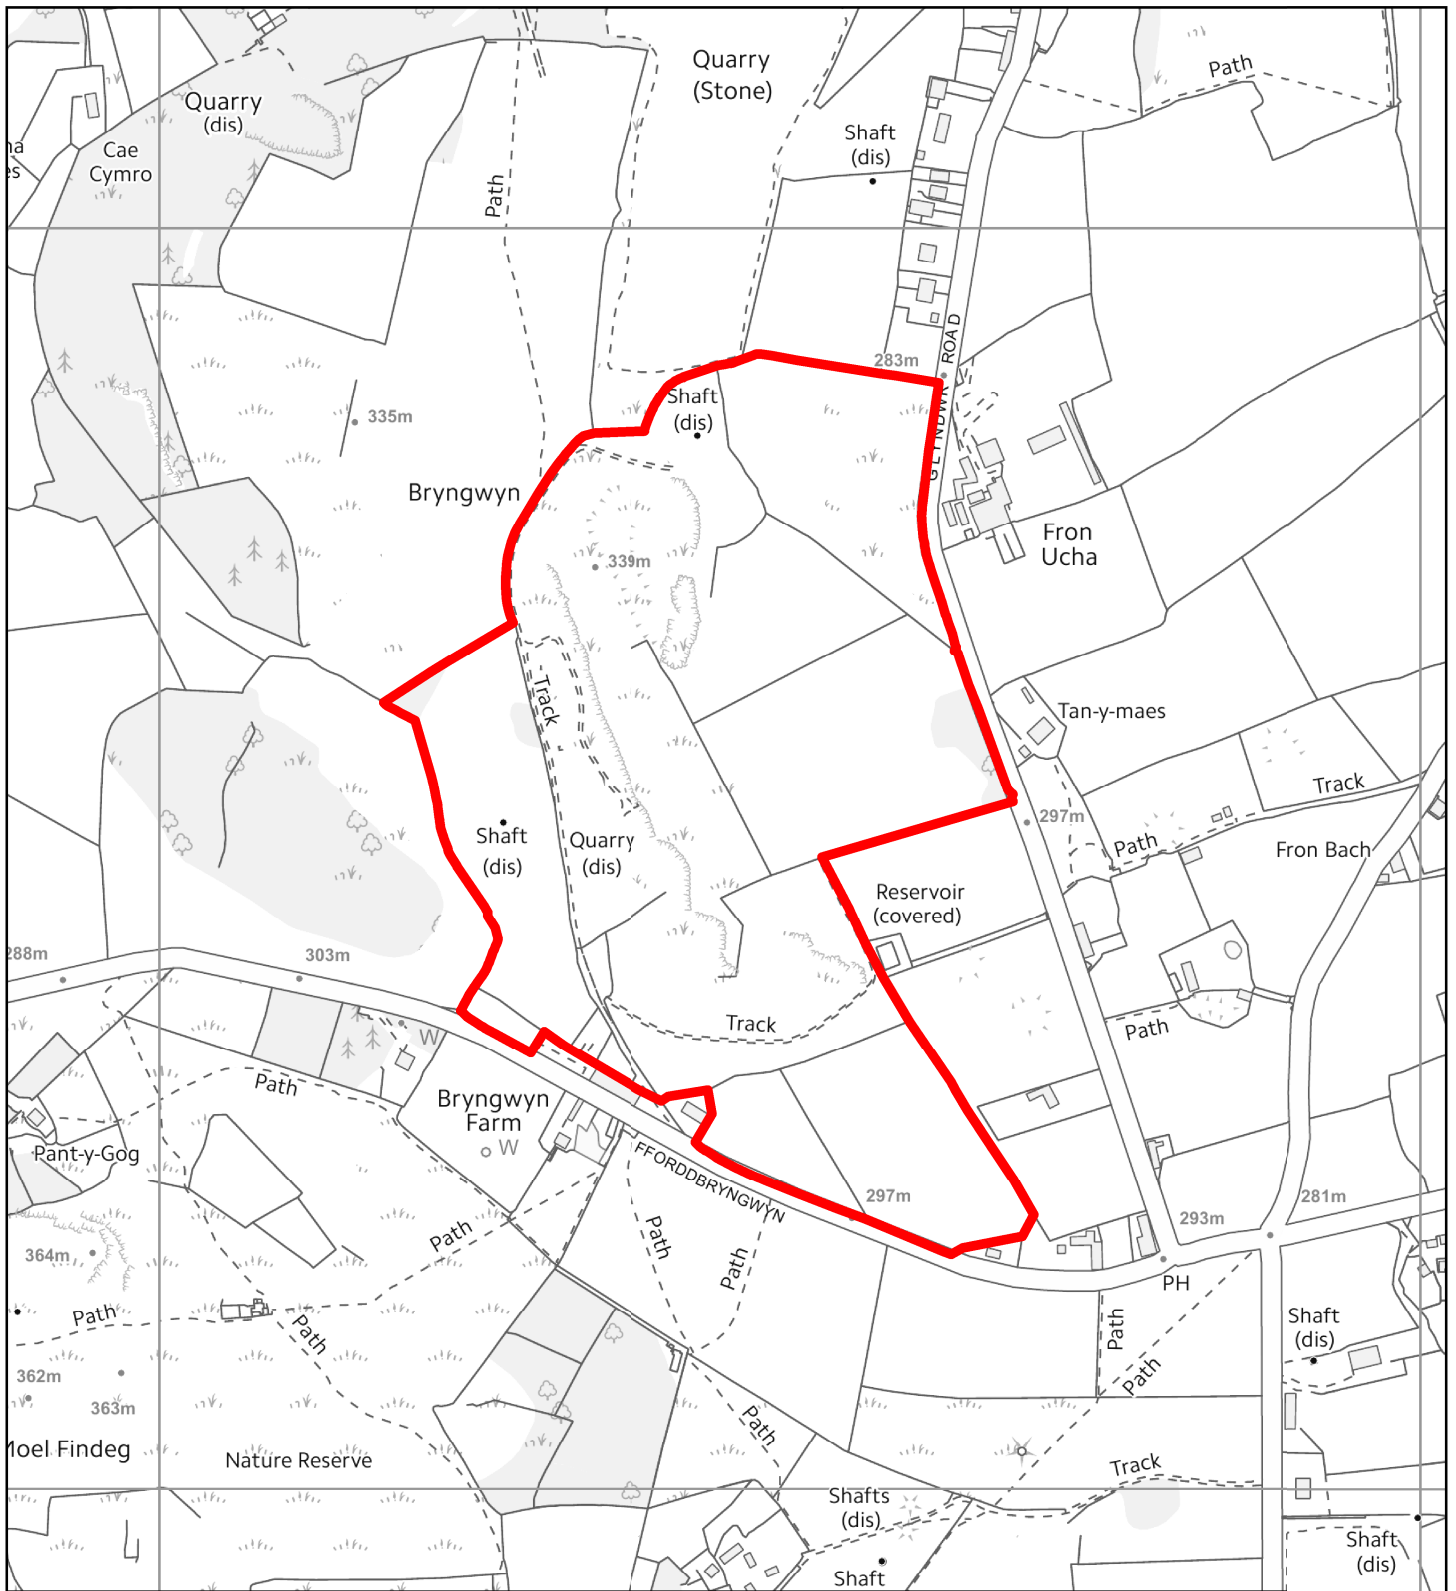 Quarry
(Stone)
Path
Quarry
(dis)
Shaft
(dis)
Cae
Cymro
Path
283m
ROAD
GLYNDWR
335m
Shaft
(dis)
Bryngwyn
339m
Fron
Ucha
Track
Tan-y-maes
Track
297m
Shaft
(dis)
Quarry
(dis)
Path
Fron Bach
Reservoir
(covered)
288m
303m
Track
W
Path
Path
Bryngwyn
Farm
W
Pant-y-Gog
FFORDDBRYNGWYN
297m
281m
293m
364m
Path
Path
Path
PH
Path
Path
Path
Path
Shaft
(dis)
362m
363m
Path
Nature Reserve
Moel Findeg
Track
Shafts
(dis)
Shaft
(dis)
Shaft